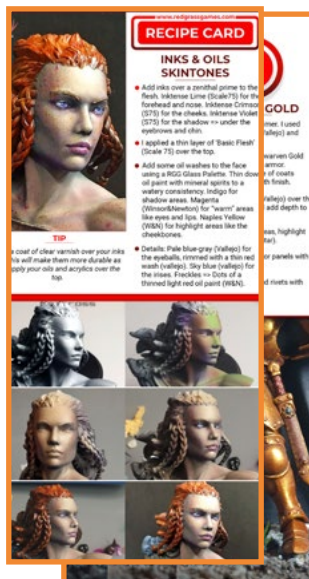 www.redgrassgames.com
RECIPE CARD
INKS & OILS
SKINTONES
Add inks over a zenithal prime to the
flesh. Inktense Lime (Scale75) for the
forehead and nose. Inktense Crimson
(S75) for the cheeks. Inktense Violet
(S75) for the shadow => under the
eyebrows and chin.
I applied a thin layer of 'Basic Flesh'
(Scale 75) over the top.
Add some oil washes to the face
using a RGG Glass Palette. Thin down
oil paint with mineral spirits to a
watery consistency. Indigo for
shadow areas. Magenta
(Winsor&Newton) for "warm" areas
like eyes and lips. Naples Yellow
(W&N) for highlight areas like the
cheekbones.
Details: Pale blue-gray (Vallejo) for
the eyeballs, rimmed with a thin red
wash (vallejo). Sky blue (vallejo) for
the irises. Freckles => Dots of a
thinned light red oil paint (W&N).
TIP
a coat of clear varnish over your inks
his will make them more durable as
pply your oils and acrylics over the
top.
GOLD
mer. I used
allejo) and
warven Gold
armor.
e of coats
th finish.
allejo) over th
add depth to
eas, highlight
tar).
or panels with
d rivets with